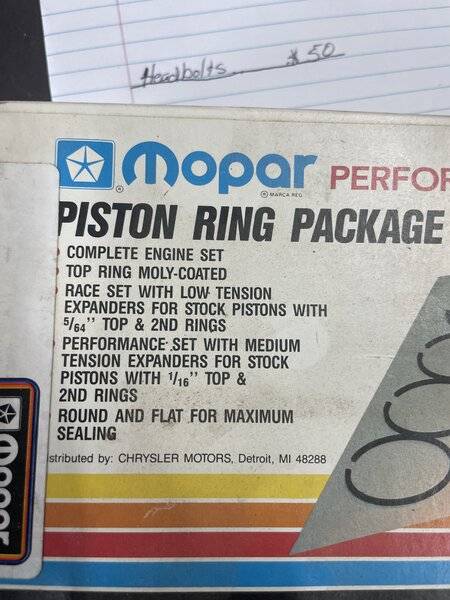 Headbolts $50
Mopar PERFOR
® ® MARCA REG.
PISTON RING PACKAGE
COMPLETE ENGINE SET
TOP RING MOLY-COATED
RACE SET WITH LOW TENSION
EXPANDERS FOR STOCK PISTONS WITH
5/64" TOP & 2ND RINGS
PERFORMANCE SET WITH MEDIUM
TENSION EXPANDERS FOR STOCK
PISTONS WITH 1/16" TOP &
2ND RINGS
ROUND AND FLAT FOR MAXIMUM
SEALING
stributed by: CHRYSLER MOTORS, Detroit, MI 48288
Mopar